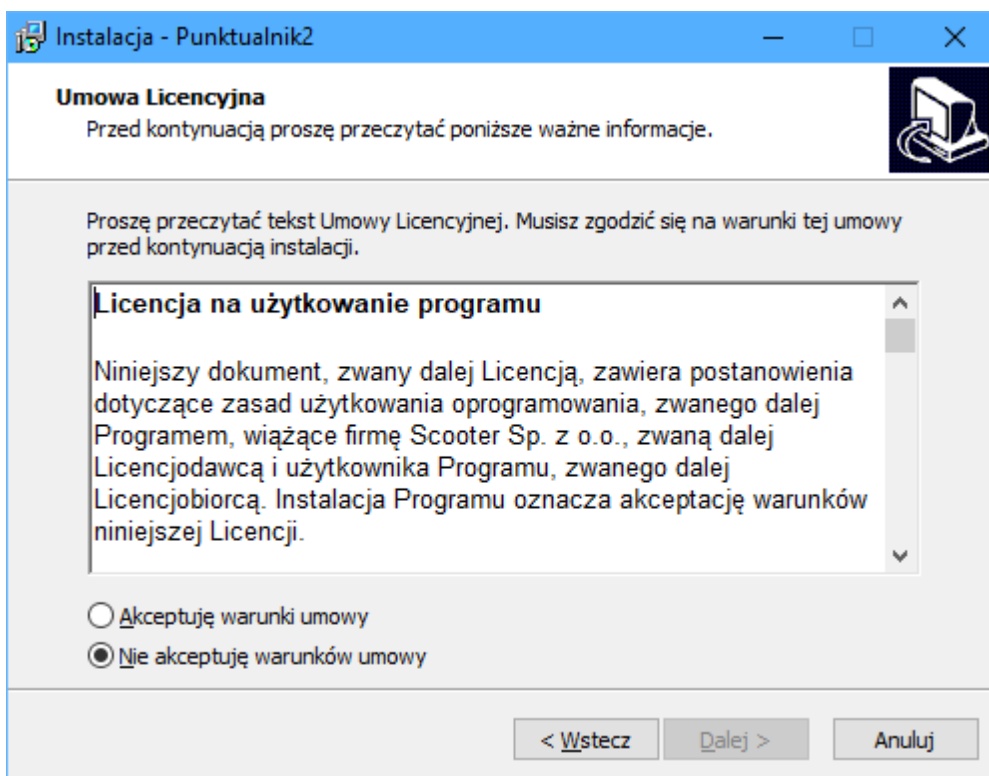 Instalacja - Punktualnik2
Umowa Licencyjna
Przed kontynuacją proszę przeczytać poniższe ważne informacje.
Proszę przeczytać tekst Umowy Licencyjnej. Musisz zgodzić się na warunki tej umowy
przed kontynuacją instalacji.
Licencja na użytkowanie programu
Niniejszy dokument, zwany dalej Licencją, zawiera postanowienia
dotyczące zasad użytkowania oprogramowania, zwanego dalej
Programem, wiążące firmę Scooter Sp. z o.o., zwaną dalej
Licencjodawcą i użytkownika Programu, zwanego dalej
Licencjobiorcą. Instalacja Programu oznacza akceptację warunków
niniejszej Licencji.
Akceptuję warunki umowy
Nie akceptuję warunków umowy
< Wstecz
Dalej >
Anuluj